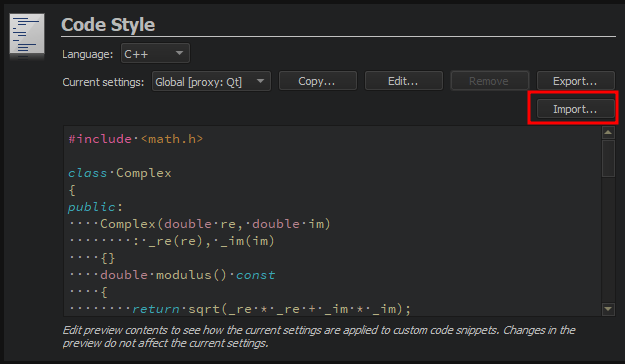 Code Style
Language: C++
Current settings: Global [proxy: Qt] Copy... Edit... Remove Export...
Import...
#include·<math.h>
class·Complex
{
public:
····Complex(double·re,·double·im)
········:·_re(re),·_im(im)
····{}
····double·modulus()·const
····{
········return·sqrt(_re·*·_re·+·_im·*·_im);
Edit preview contents to see how the current settings are applied to custom code snippets. Changes in the
preview do not affect the current settings.